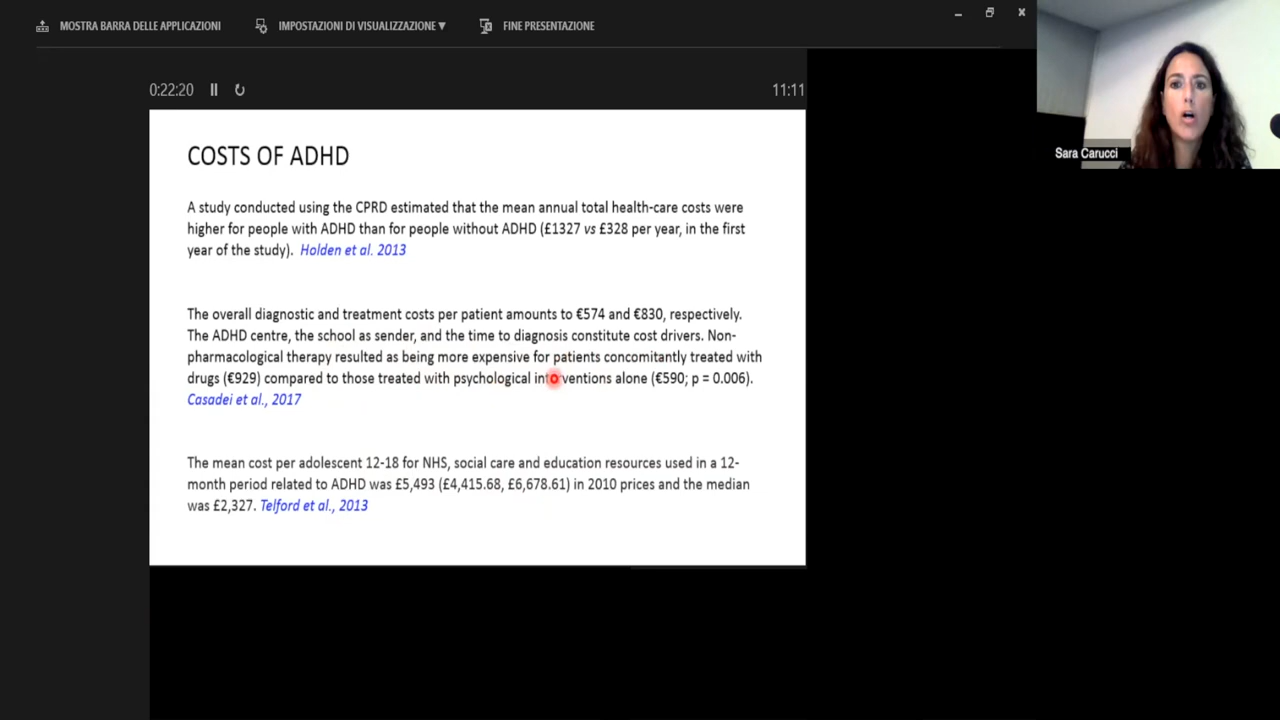 MOSTRA BARRA DELLE APPLICAZIONI IMPOSTAZIONI DI VISUALIZZAZIONE ▼ FINE PRESENTAZIONE
0:22:20 11:11
COSTS OF ADHD
A study conducted using the CPRD estimated that the mean annual total health-care costs were
higher for people with ADHD than for people without ADHD (£1327 vs £328 per year, in the first
year of the study). Holden et al. 2013
The overall diagnostic and treatment costs per patient amounts to €574 and €830, respectively.
The ADHD centre, the school as sender, and the time to diagnosis constitute cost drivers. Non-
pharmacological therapy resulted as being more expensive for patients concomitantly treated with
drugs (€929) compared to those treated with psychological interventions alone (€590; p = 0.006).
Casadei et al., 2017
The mean cost per adolescent 12-18 for NHS, social care and education resources used in a 12-
month period related to ADHD was £5,493 (£4,415.68, £6,678.61) in 2010 prices and the median
was £2,327. Telford et al., 2013
Sara Carucci